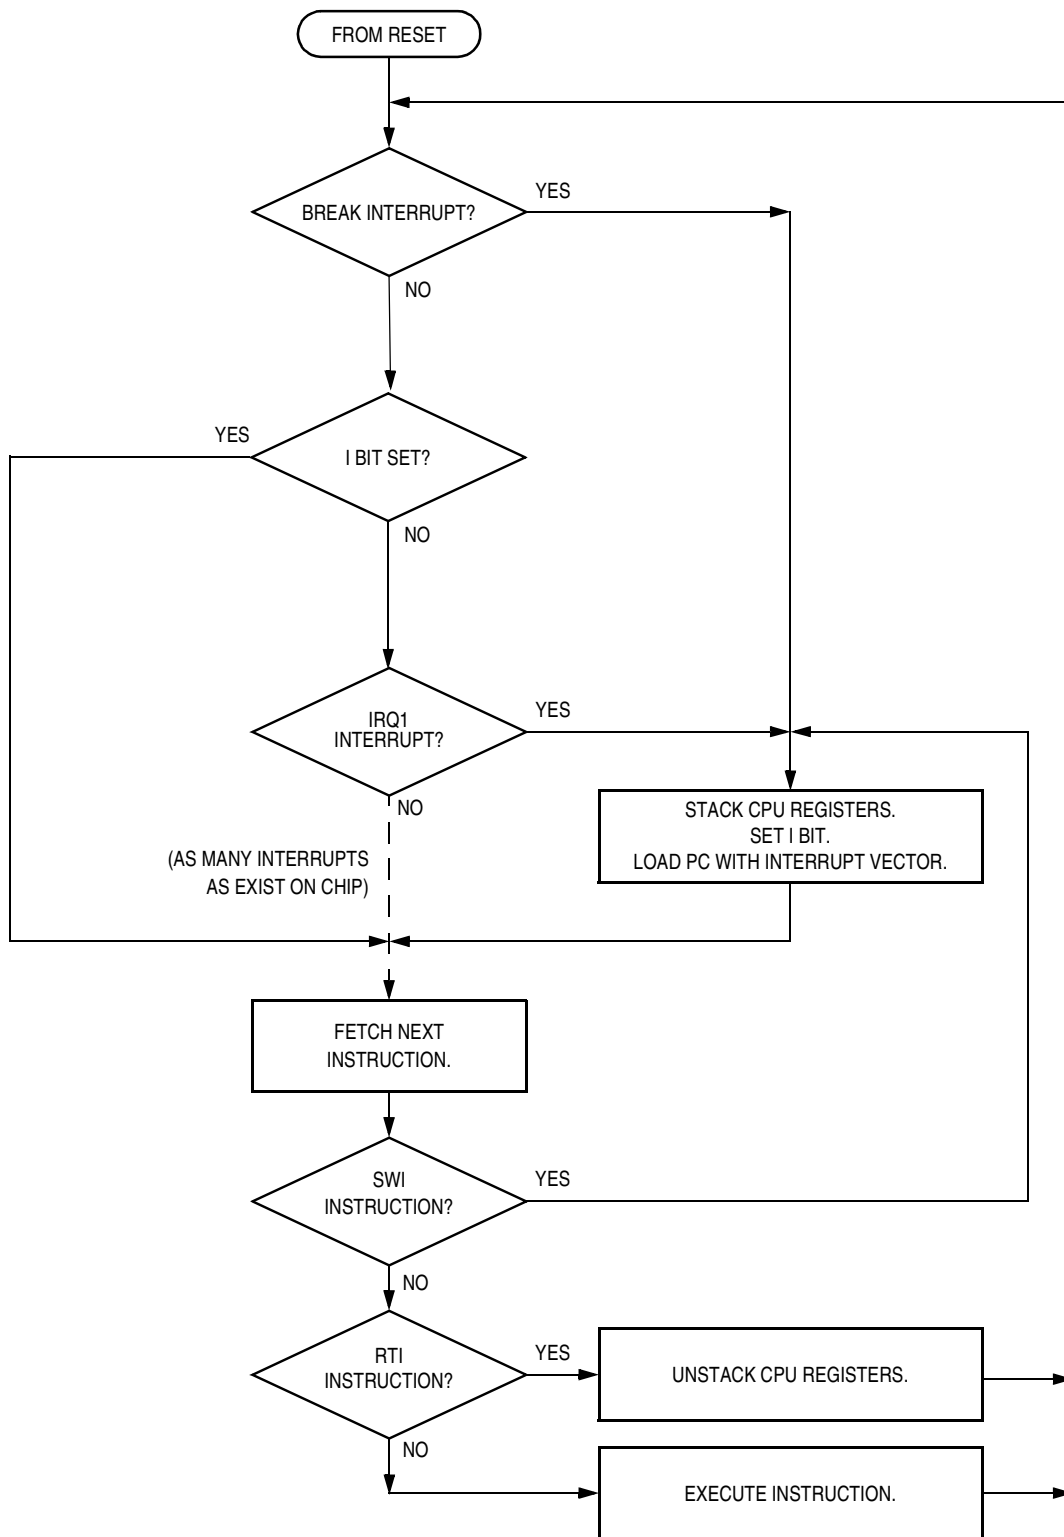 FROM RESET
BREAK INTERRUPT?
YES
NO
YES
I BIT SET?
NO
IRQ1
INTERRUPT?
YES
NO
STACK CPU REGISTERS.
SET I BIT.
LOAD PC WITH INTERRUPT VECTOR.
(AS MANY INTERRUPTS
AS EXIST ON CHIP)
FETCH NEXT
INSTRUCTION.
SWI
INSTRUCTION?
YES
NO
RTI
INSTRUCTION?
YES
UNSTACK CPU REGISTERS.
NO
EXECUTE INSTRUCTION.